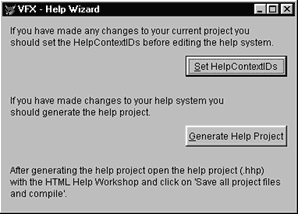 VFX - Help Wizard
If you have made any changes to your current project you
should set the HelpContextIDs before editing the help system.
Set HelpContextIDs
If you have made changes to your help system you
should generate the help project.
Generate Help Project
After generating the help project open the help project (.hhp)
with the HTML Help Workshop and click on 'Save all project files
and compile'.